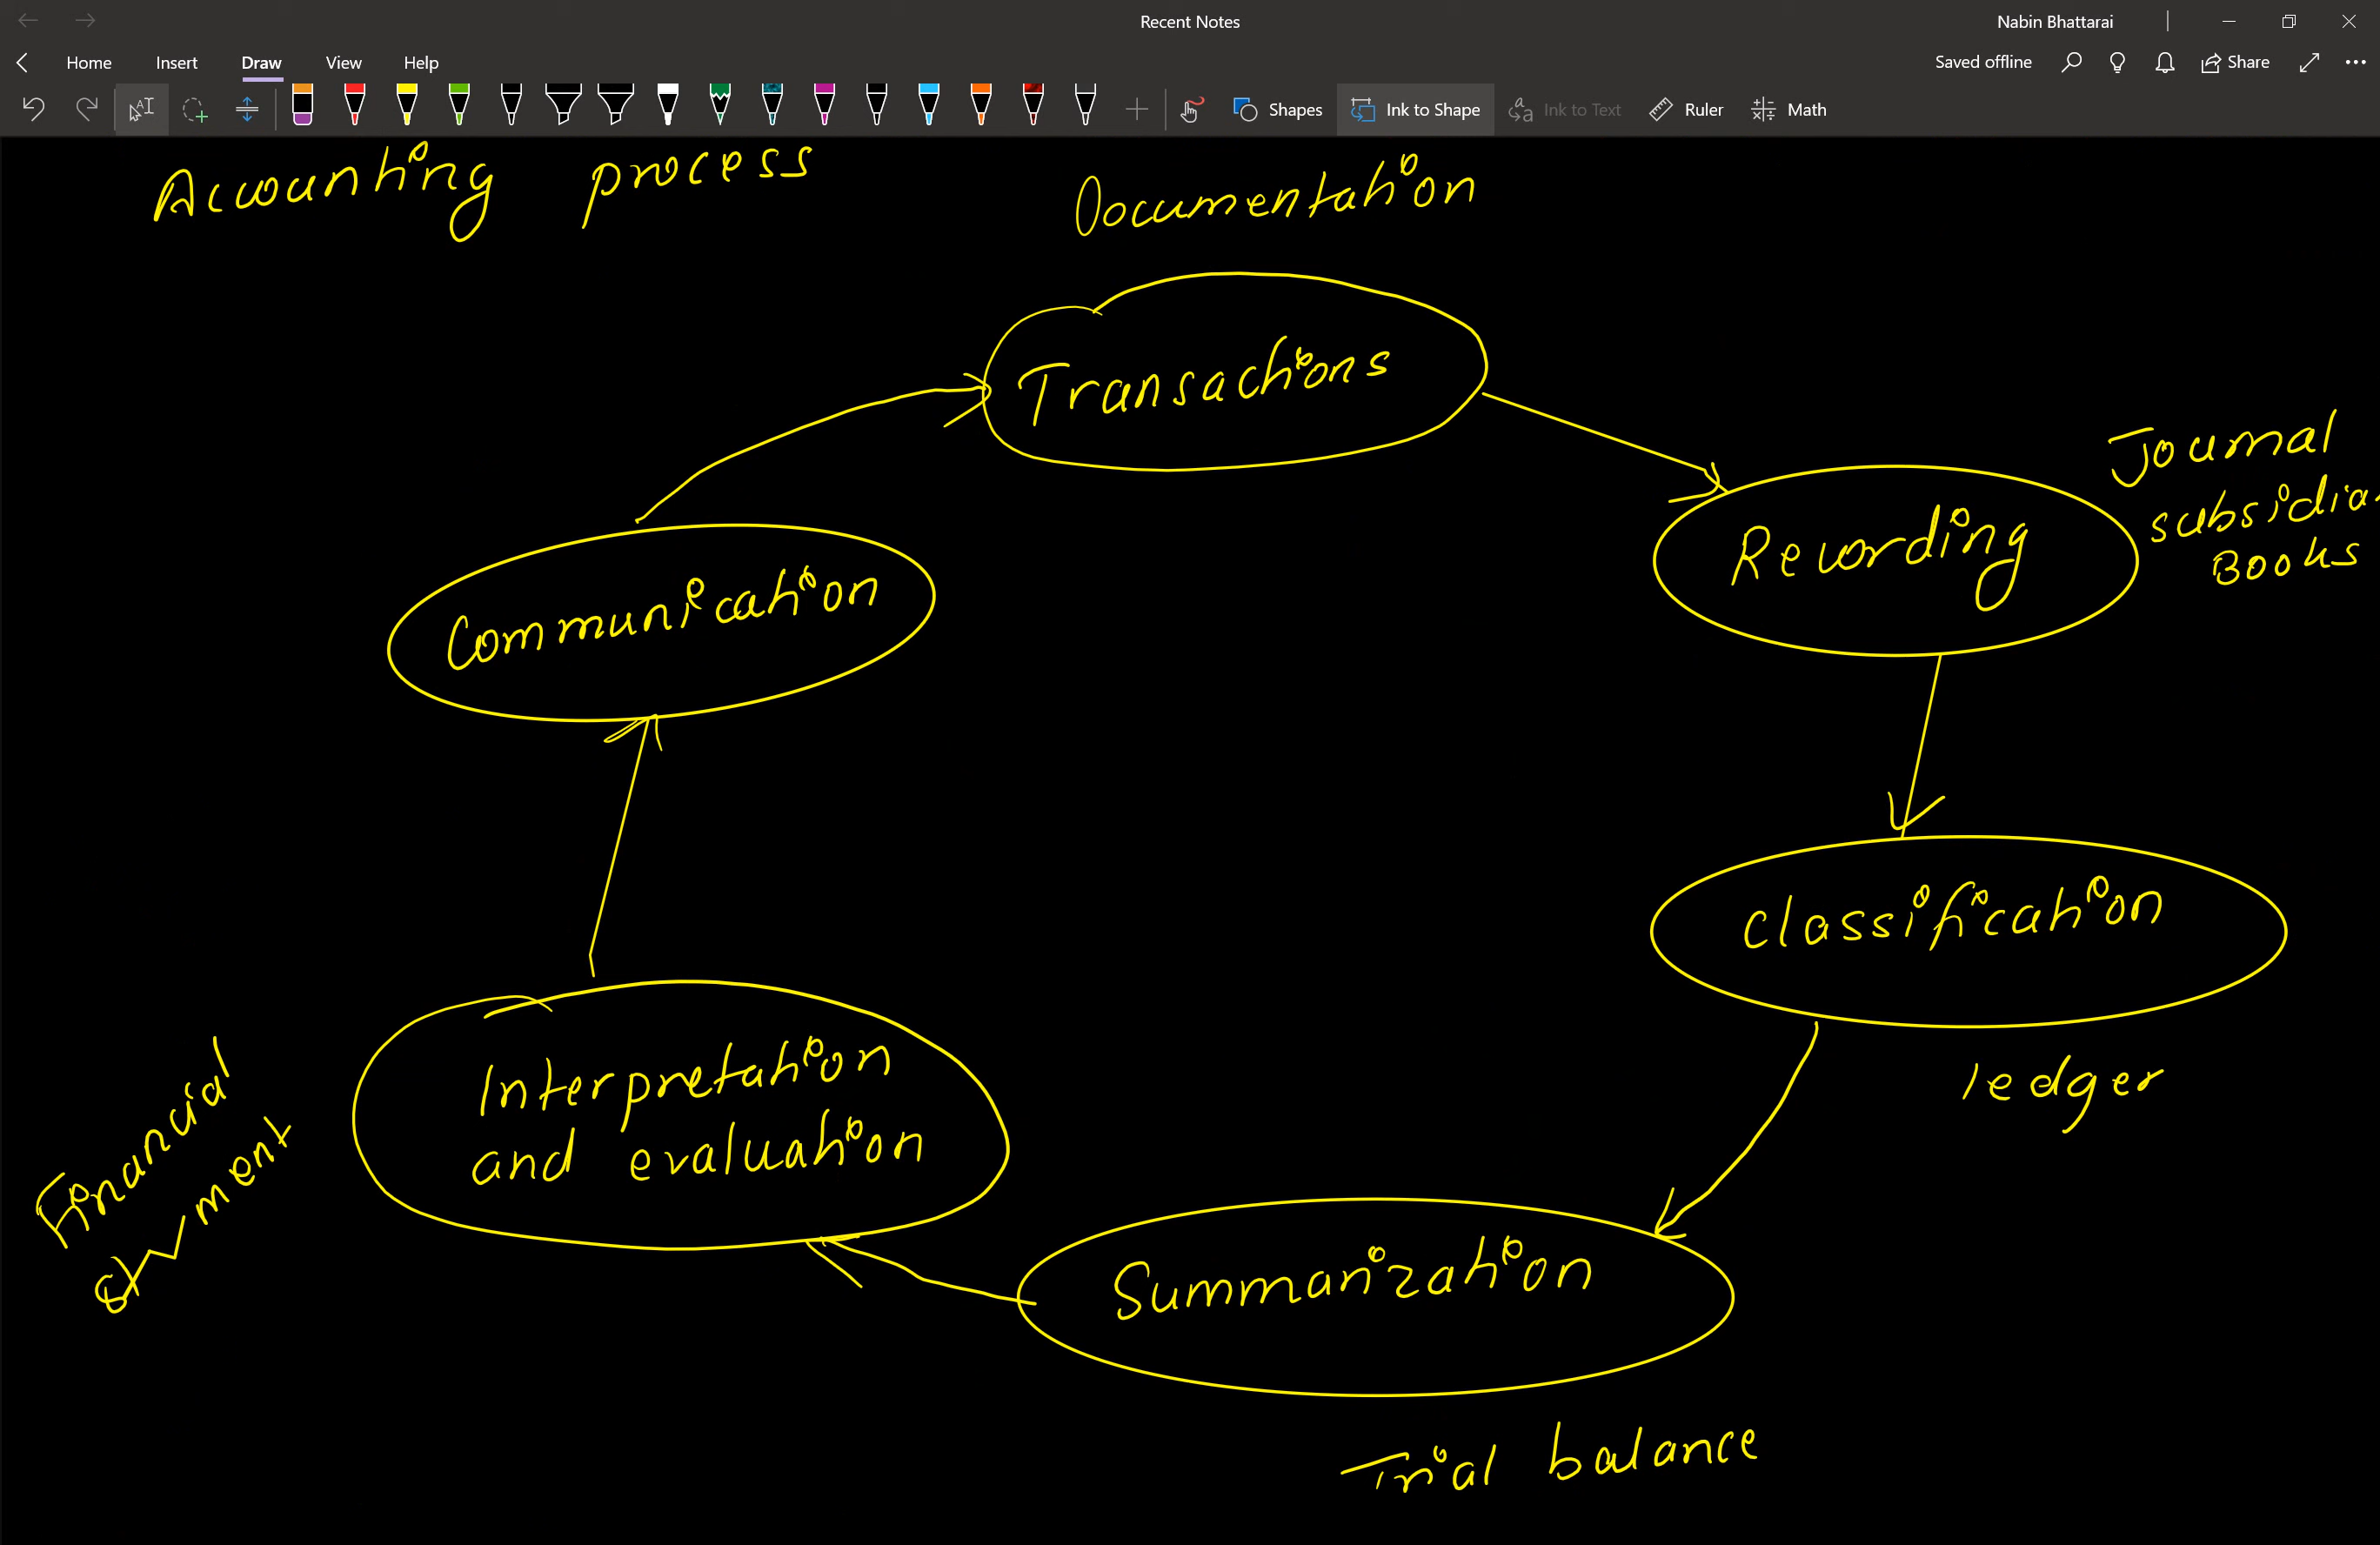 Recent Notes
Nabin Bhattarai
Home Insert Draw View Help
Saved offline
Share
Shapes
Ink to Shape
Ink to Text
Ruler
Math
Accounting process
Documentation
Transactions
Recording
Journal
subsidia
Books
Classification
ledger
Summarization
Trial balance
Interpretation
and evaluation
Financial
Communication